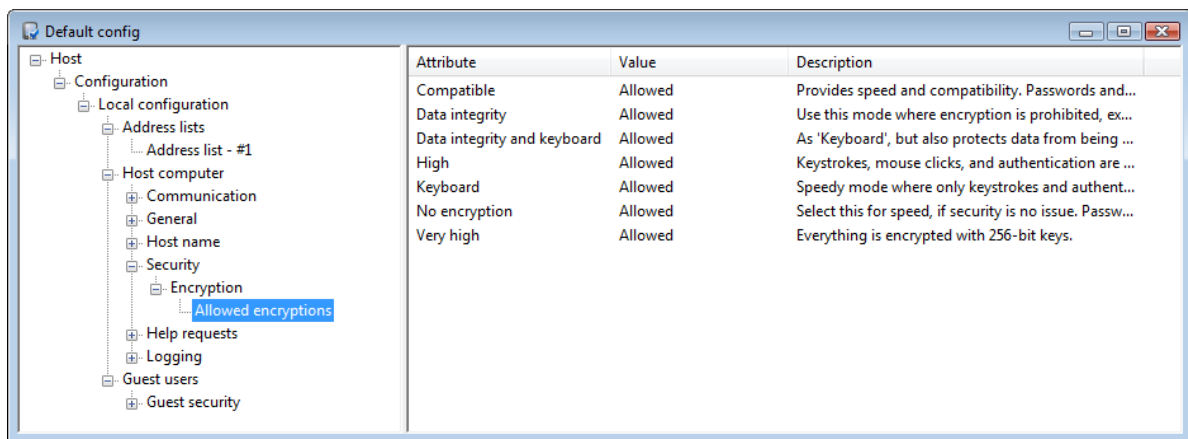 Default config
Host
Configuration
Local configuration
Address lists
Address list - #1
Host computer
Communication
General
Host name
Security
Encryption
Allowed encryptions
Help requests
Logging
Guest users
Guest security
Attribute Value Description
Compatible Allowed Provides speed and compatibility. Passwords and...
Data integrity Allowed Use this mode where encryption is prohibited, ex...
Data integrity and keyboard Allowed As 'Keyboard', but also protects data from being ...
High Allowed Keystrokes, mouse clicks, and authentication are ...
Keyboard Allowed Speedy mode where only keystrokes and authent...
No encryption Allowed Select this for speed, if security is no issue. Passw...
Very high Allowed Everything is encrypted with 256-bit keys.